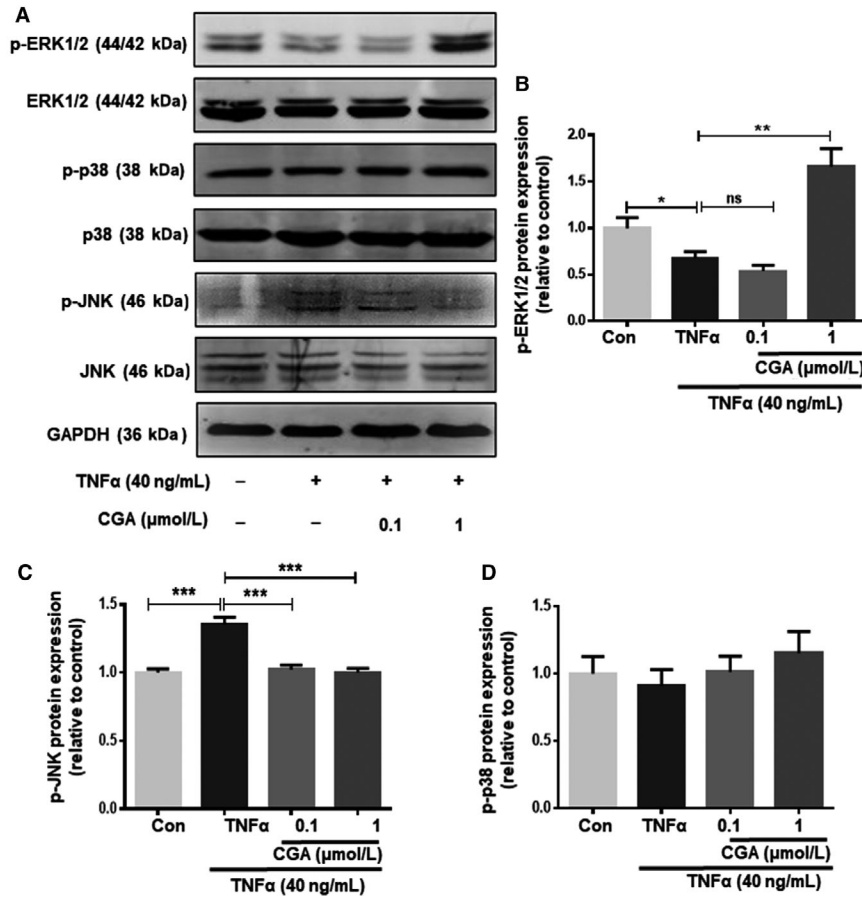 A
p-ERK1/2 (44/42 kDa)
ERK1/2 (44/42 kDa)
p-p38 (38 kDa)
p38 (38 kDa)
p-JNK (46 kDa)
JNK (46 kDa)
GAPDH (36 kDa)
TNFα (40 ng/mL) – + + +
CGA (μmol/L) – – 0.1 1
B
p-ERK1/2 protein expression
(relative to control)
2.0
1.5
1.0
0.5
0.0
**
* ns
Con TNFα 0.1 1
CGA (μmol/L)
TNFα (40 ng/mL)
C
p-JNK protein expression
(relative to control)
1.5
1.0
0.5
0.0
***
*** ***
Con TNFα 0.1 1
CGA (μmol/L)
TNFα (40 ng/mL)
D
p-p38 protein expression
(relative to control)
1.5
1.0
0.5
0.0
Con TNFα 0.1 1
CGA (μmol/L)
TNFα (40 ng/mL)